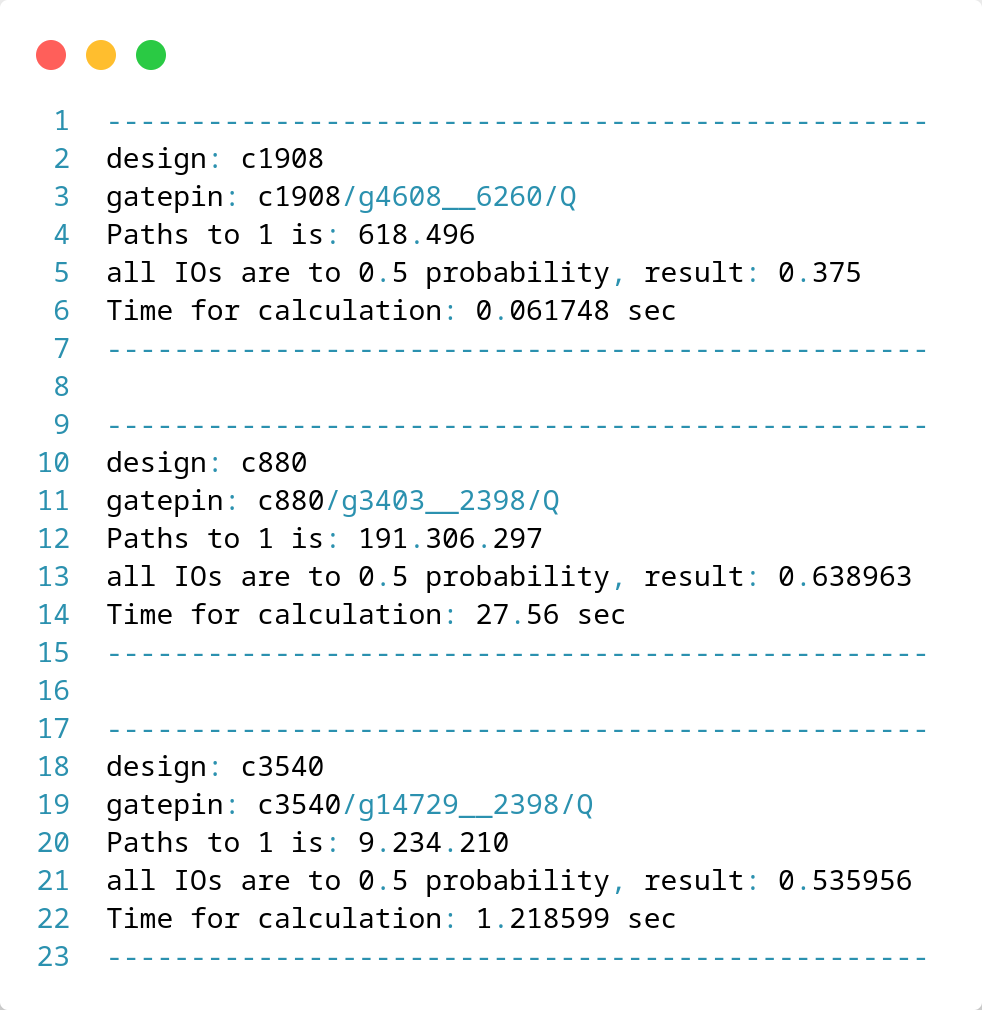 1 -------------------------------------------------
2 design: c1908
3 gatepin: c1908/g4608__6260/Q
4 Paths to 1 is: 618.496
5 all IOs are to 0.5 probability, result: 0.375
6 Time for calculation: 0.061748 sec
7 -------------------------------------------------
8
9 -------------------------------------------------
10 design: c880
11 gatepin: c880/g3403__2398/Q
12 Paths to 1 is: 191.306.297
13 all IOs are to 0.5 probability, result: 0.638963
14 Time for calculation: 27.56 sec
15 -------------------------------------------------
16
17 -------------------------------------------------
18 design: c3540
19 gatepin: c3540/g14729__2398/Q
20 Paths to 1 is: 9.234.210
21 all IOs are to 0.5 probability, result: 0.535956
22 Time for calculation: 1.218599 sec
23 -------------------------------------------------